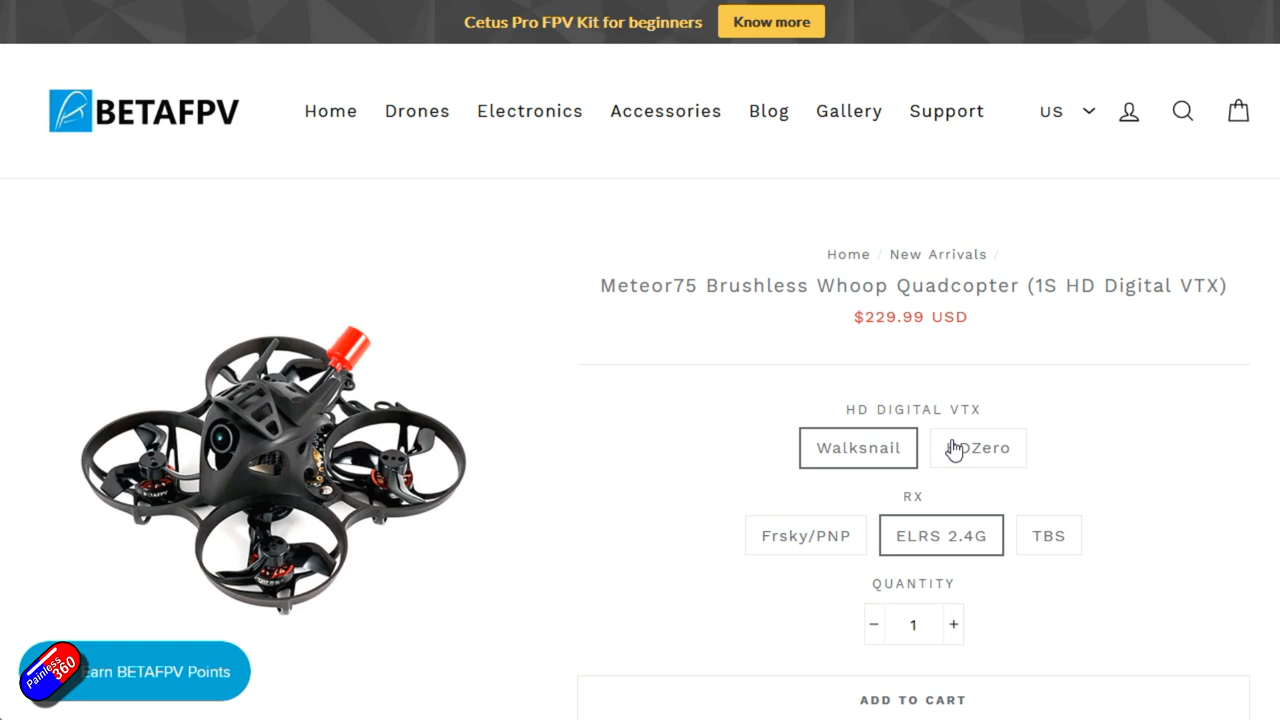 Cetus Pro FPV Kit for beginners Know more
BETAFPV Home Drones Electronics Accessories Blog Gallery Support US
Home / New Arrivals /
Meteor75 Brushless Whoop Quadcopter (1S HD Digital VTX)
$229.99 USD
HD DIGITAL VTX
Walksnail HDZero
RX
Frsky/PNP ELRS 2.4G TBS
QUANTITY
− 1 +
ADD TO CART
Earn BETAFPV Points
Painless
360